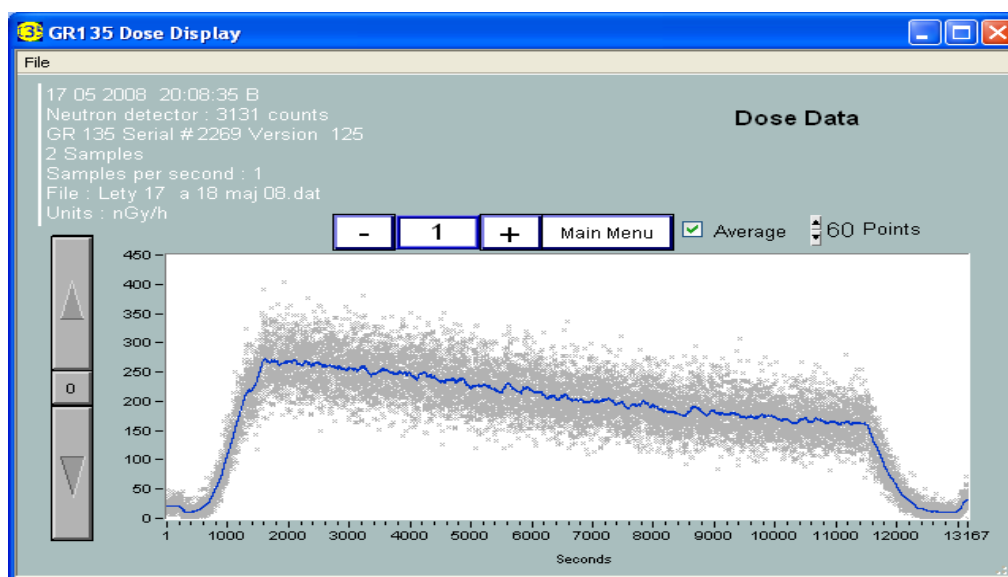 GR135 Dose Display
File
17 05 2008 20:08:35 B
Neutron detector : 3131 counts
GR 135 Serial # 2269 Version 125
2 Samples
Samples per second : 1
File : Lety 17 a 18 maj 08.dat
Units : nGy/h
Dose Data
- 1 + Main Menu Average 60 Points
0
450
400
350
300
250
200
150
100
50
0
1 1000 2000 3000 4000 5000 6000 7000 8000 9000 10000 11000 12000 13167
Seconds